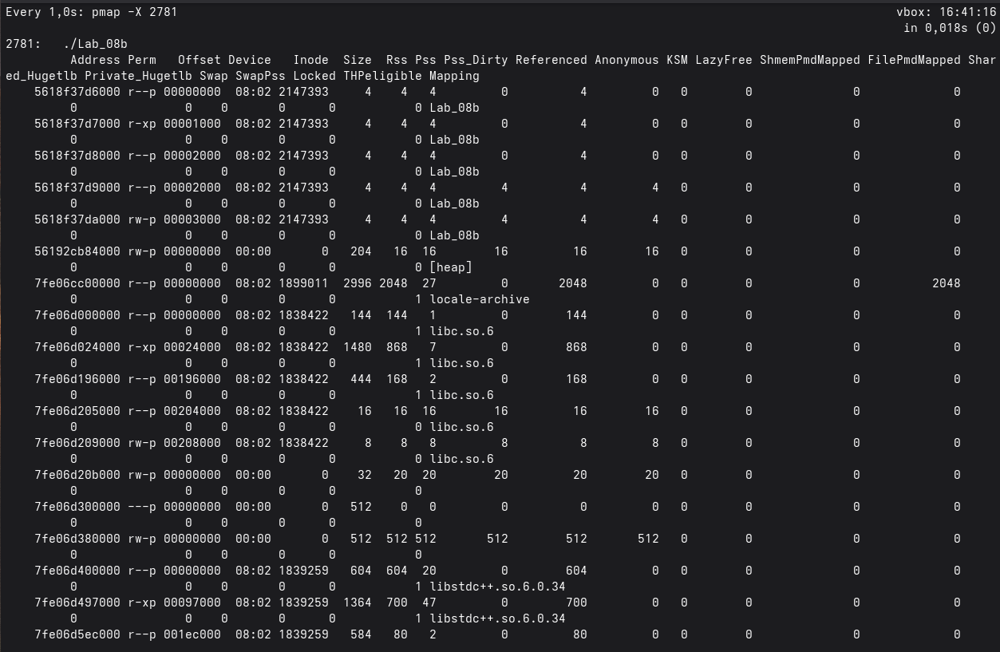 Every 1,0s: pmap -X 2781 vbox: 16:41:16
in 0,018s (0)
2781: ./Lab_08b
Address Perm Offset Device Inode Size Rss Pss Pss_Dirty Referenced Anonymous KSM LazyFree ShmemPmdMapped FilePmdMapped Shar
ed_Hugetlb Private_Hugetlb Swap SwapPss Locked THPeligible Mapping
5618f37d6000 r--p 00000000 08:02 2147393 4 4 4 0 4 0 0 0 0 0
0 0 0 0 0 0 Lab_08b
5618f37d7000 r-xp 00001000 08:02 2147393 4 4 4 0 4 0 0 0 0 0
0 0 0 0 0 0 Lab_08b
5618f37d8000 r--p 00002000 08:02 2147393 4 4 4 0 4 0 0 0 0 0
0 0 0 0 0 0 Lab_08b
5618f37d9000 r--p 00002000 08:02 2147393 4 4 4 4 4 4 0 0 0 0
0 0 0 0 0 0 Lab_08b
5618f37da000 rw-p 00003000 08:02 2147393 4 4 4 4 4 4 0 0 0 0
0 0 0 0 0 0 Lab_08b
56192cb84000 rw-p 00000000 00:00 0 204 16 16 16 16 16 0 0 0 0
0 0 0 0 0 0 [heap]
7fe06cc00000 r--p 00000000 08:02 1899011 2996 2048 27 0 2048 0 0 0 0 2048
0 0 0 0 0 1 locale-archive
7fe06d000000 r--p 00000000 08:02 1838422 144 144 1 0 144 0 0 0 0 0
0 0 0 0 0 1 libc.so.6
7fe06d024000 r-xp 00024000 08:02 1838422 1480 868 7 0 868 0 0 0 0 0
0 0 0 0 0 1 libc.so.6
7fe06d196000 r--p 00196000 08:02 1838422 444 168 2 0 168 0 0 0 0 0
0 0 0 0 0 1 libc.so.6
7fe06d205000 r--p 00204000 08:02 1838422 16 16 16 16 16 16 0 0 0 0
0 0 0 0 0 0 libc.so.6
7fe06d209000 rw-p 00208000 08:02 1838422 8 8 8 8 8 8 0 0 0 0
0 0 0 0 0 0 libc.so.6
7fe06d20b000 rw-p 00000000 00:00 0 32 20 20 20 20 20 0 0 0 0
0 0 0 0 0 0
7fe06d300000 ---p 00000000 00:00 0 512 0 0 0 0 0 0 0 0 0
0 0 0 0 0 0
7fe06d380000 rw-p 00000000 00:00 0 512 512 512 512 512 512 0 0 0 0
0 0 0 0 0 0
7fe06d400000 r--p 00000000 08:02 1839259 604 604 20 0 604 0 0 0 0 0
0 0 0 0 0 1 libstdc++.so.6.0.34
7fe06d497000 r-xp 00097000 08:02 1839259 1364 700 47 0 700 0 0 0 0 0
0 0 0 0 0 1 libstdc++.so.6.0.34
7fe06d5ec000 r--p 001ec000 08:02 1839259 584 80 2 0 80 0 0 0 0 0